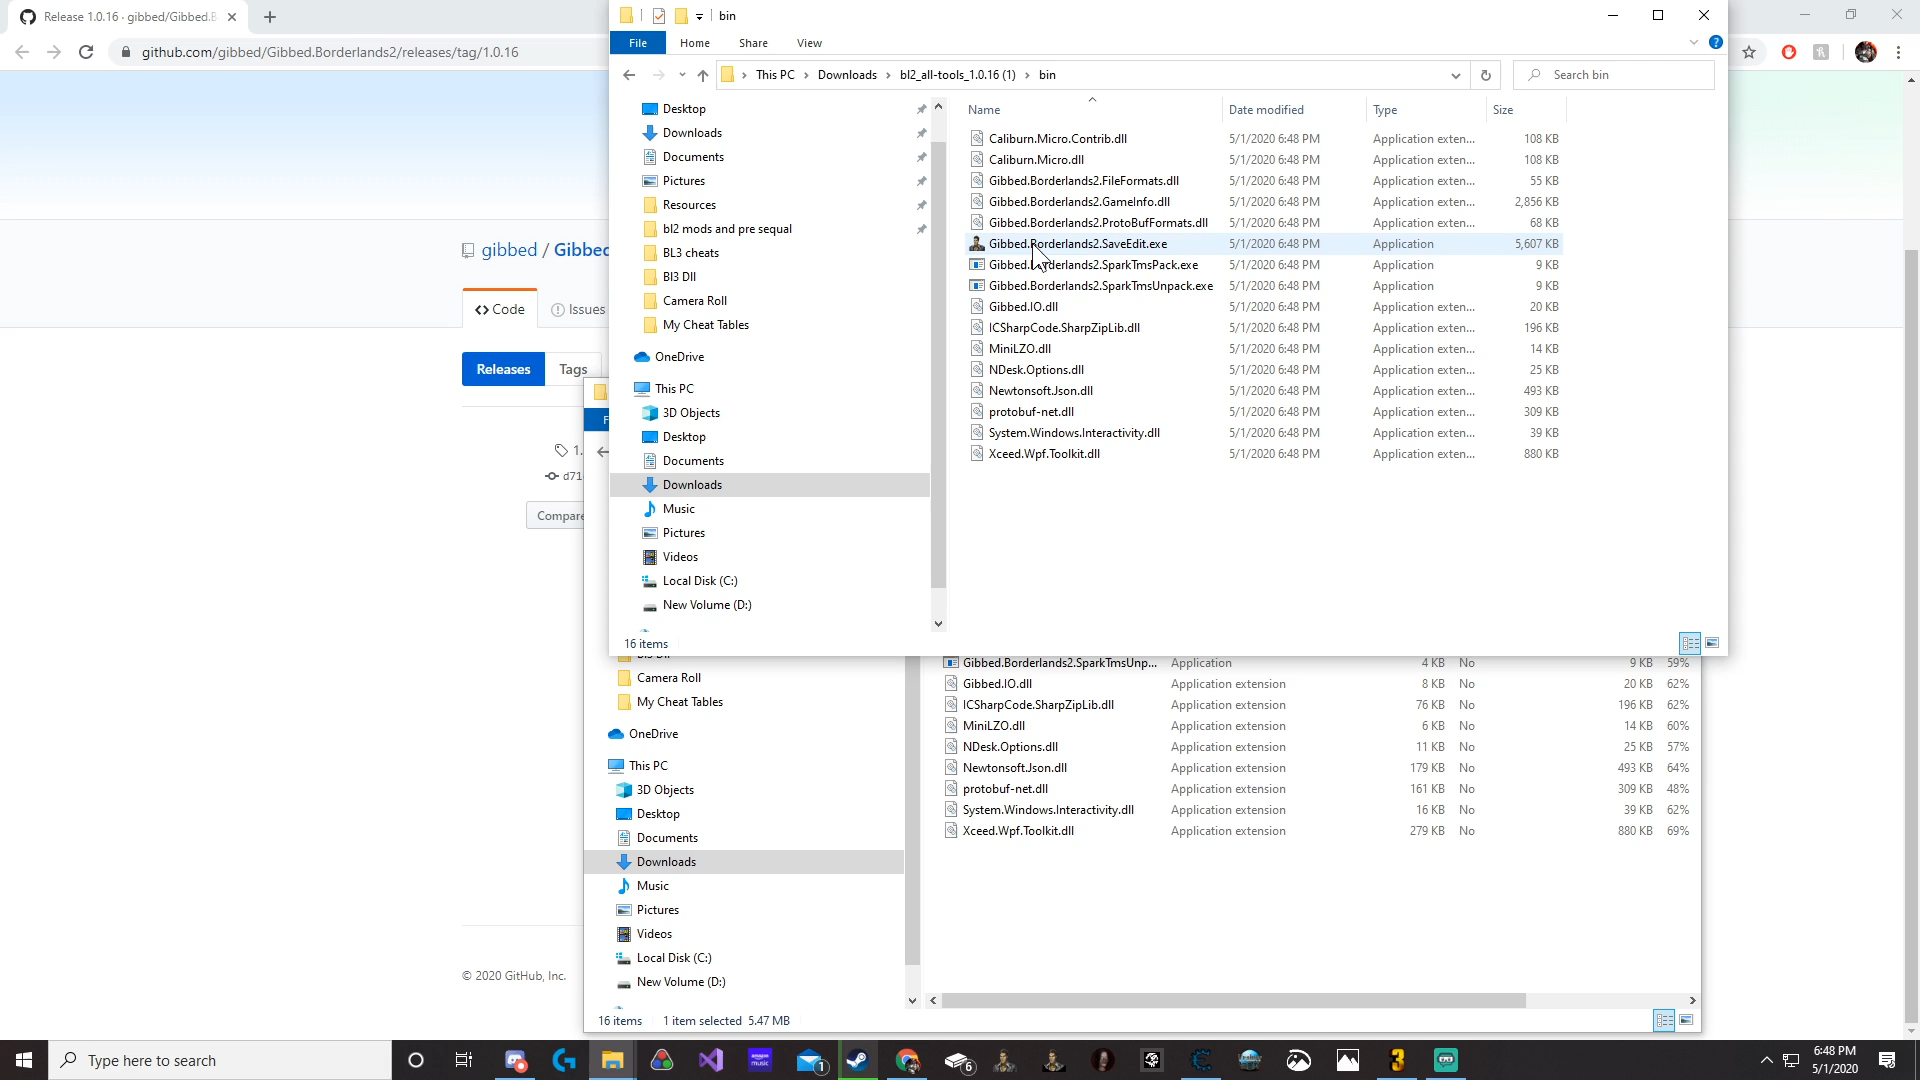 Release 1.0.16 · gibbed/Gibbed.B
github.com/gibbed/Gibbed.Borderlands2/releases/tag/1.0.16
bin
File Home Share View
This PC > Downloads > bl2_all-tools_1.0.16 (1) > bin
Search bin
Name Date modified Type Size
Desktop
Downloads
Documents
Pictures
Resources
bl2 mods and pre sequal
BL3 cheats
Bl3 Dll
Camera Roll
My Cheat Tables
OneDrive
This PC
3D Objects
Desktop
Documents
Downloads
Music
Pictures
Videos
Local Disk (C:)
New Volume (D:)
Caliburn.Micro.Contrib.dll 5/1/2020 6:48 PM Application exten... 108 KB
Caliburn.Micro.dll 5/1/2020 6:48 PM Application exten... 108 KB
Gibbed.Borderlands2.FileFormats.dll 5/1/2020 6:48 PM Application exten... 55 KB
Gibbed.Borderlands2.GameInfo.dll 5/1/2020 6:48 PM Application exten... 2,856 KB
Gibbed.Borderlands2.ProtoBufFormats.dll 5/1/2020 6:48 PM Application exten... 68 KB
Gibbed.Borderlands2.SaveEdit.exe 5/1/2020 6:48 PM Application 5,607 KB
Gibbed.Borderlands2.SparkTmsPack.exe 5/1/2020 6:48 PM Application 9 KB
Gibbed.Borderlands2.SparkTmsUnpack.exe 5/1/2020 6:48 PM Application 9 KB
Gibbed.IO.dll 5/1/2020 6:48 PM Application exten... 20 KB
ICSharpCode.SharpZipLib.dll 5/1/2020 6:48 PM Application exten... 196 KB
MiniLZO.dll 5/1/2020 6:48 PM Application exten... 14 KB
NDesk.Options.dll 5/1/2020 6:48 PM Application exten... 25 KB
Newtonsoft.Json.dll 5/1/2020 6:48 PM Application exten... 493 KB
protobuf-net.dll 5/1/2020 6:48 PM Application exten... 309 KB
System.Windows.Interactivity.dll 5/1/2020 6:48 PM Application exten... 39 KB
Xceed.Wpf.Toolkit.dll 5/1/2020 6:48 PM Application exten... 880 KB
16 items
gibbed / Gibbed
Code Issues
Releases Tags
F
1.
d71
Compare
© 2020 GitHub, Inc.
Camera Roll
My Cheat Tables
OneDrive
This PC
3D Objects
Desktop
Documents
Downloads
Music
Pictures
Videos
Local Disk (C:)
New Volume (D:)
Gibbed.Borderlands2.SparkTmsUnp... Application 4 KB No 9 KB 59%
Gibbed.IO.dll Application extension 8 KB No 20 KB 62%
ICSharpCode.SharpZipLib.dll Application extension 76 KB No 196 KB 62%
MiniLZO.dll Application extension 6 KB No 14 KB 60%
NDesk.Options.dll Application extension 11 KB No 25 KB 57%
Newtonsoft.Json.dll Application extension 179 KB No 493 KB 64%
protobuf-net.dll Application extension 161 KB No 309 KB 48%
System.Windows.Interactivity.dll Application extension 16 KB No 39 KB 62%
Xceed.Wpf.Toolkit.dll Application extension 279 KB No 880 KB 69%
16 items 1 item selected 5.47 MB
Type here to search
amazon music
1
6
3
6:48 PM
5/1/2020